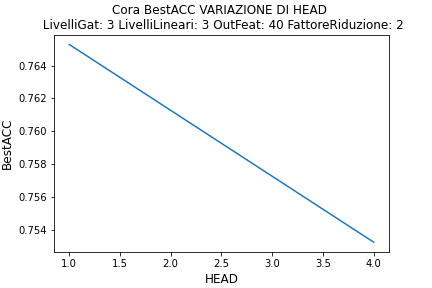 Cora BestACC VARIAZIONE DI HEAD
LivelliGat: 3 LivelliLineari: 3 OutFeat: 40 FattoreRiduzione: 2
0.764
0.762
0.760
0.758
0.756
0.754
BestACC
1.0 1.5 2.0 2.5 3.0 3.5 4.0
HEAD